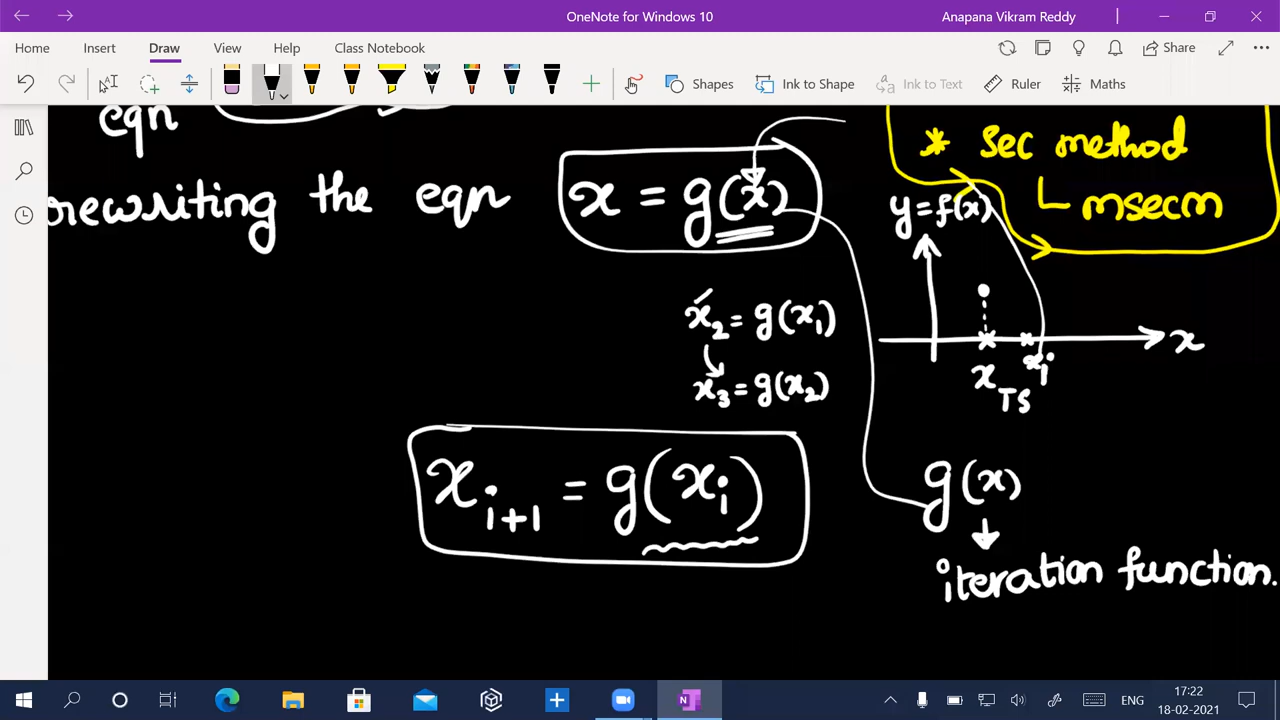 OneNote for Windows 10
Anapana Vikram Reddy
Home Insert Draw View Help Class Notebook
Share
Shapes Ink to Shape Ink to Text Ruler Maths
eqn
rewriting the eqn
x = g(x)
* Sec method
msecm
y = f(x)
x
xi
xTS
x2 = g(x1)
x3 = g(x2)
xi+1 = g(xi)
g(x)
iteration function.
ENG
17:22
18-02-2021